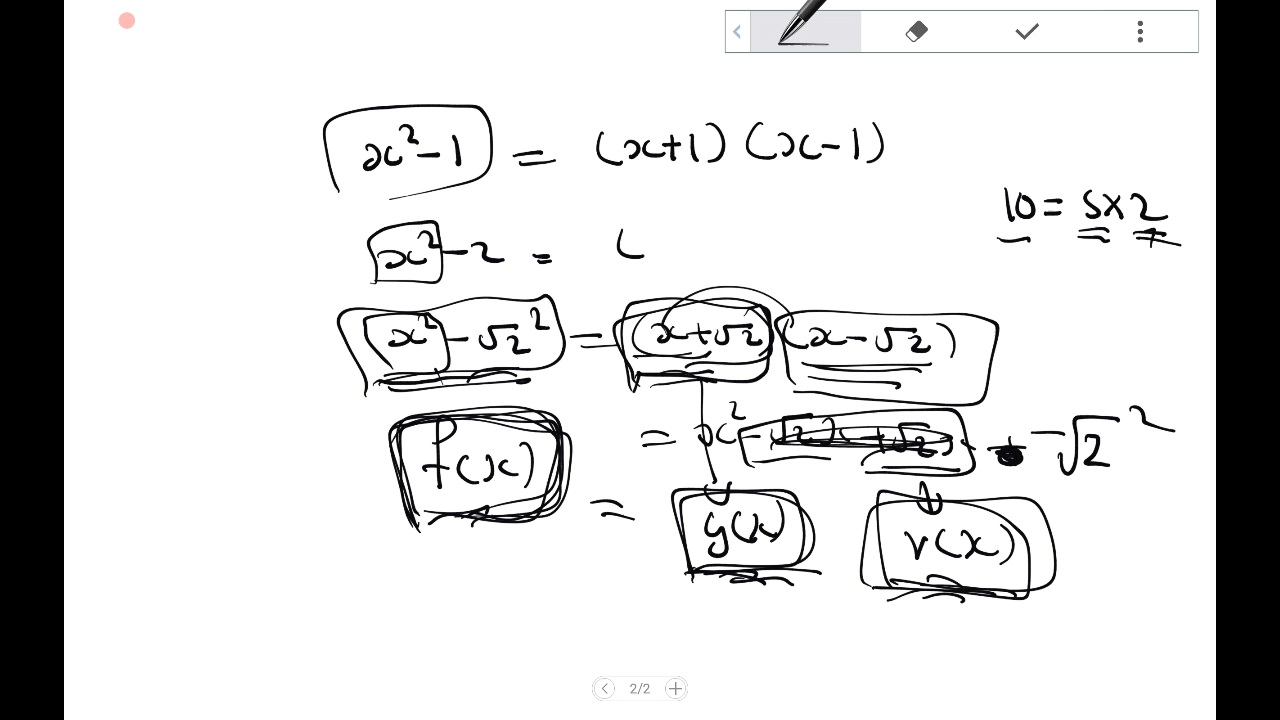 x² - 1 = (x+1) (x-1)
10 = 5 x 2
x² - 2 = (
x² - √2² = (x+√2) (x-√2)
= x² - √2² 
f(x) = g(x) r(x)
2/2